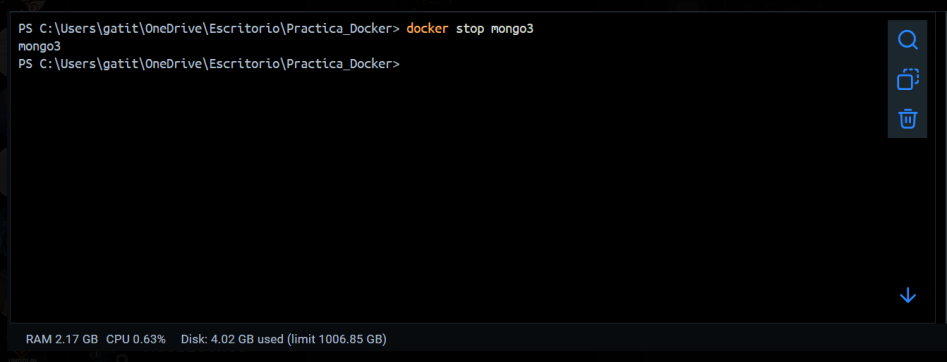 PS C:\Users\gatit\OneDrive\Escritorio\Practica_Docker> docker stop mongo3
mongo3
PS C:\Users\gatit\OneDrive\Escritorio\Practica_Docker>
RAM 2.17 GB CPU 0.63% Disk: 4.02 GB used (limit 1006.85 GB)